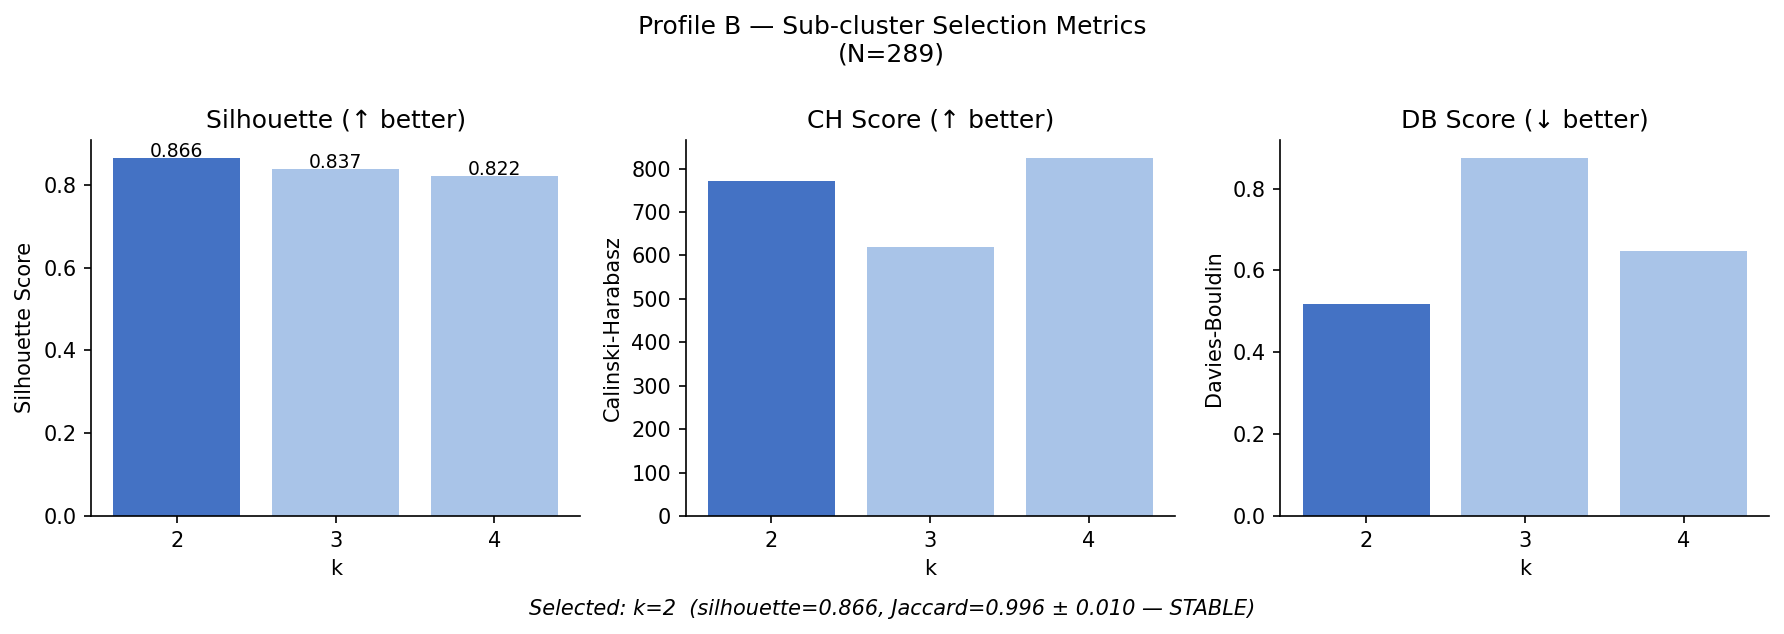 Profile B — Sub-cluster Selection Metrics
(N=289)
Silhouette (↑ better)
Silhouette Score
0.8
0.6
0.4
0.2
0.0
0.866
0.837
0.822
2
3
4
k
CH Score (↑ better)
Calinski-Harabasz
800
700
600
500
400
300
200
100
0
2
3
4
k
DB Score (↓ better)
Davies-Bouldin
0.8
0.6
0.4
0.2
0.0
2
3
4
k
Selected: k=2 (silhouette=0.866, Jaccard=0.996 ± 0.010 — STABLE)